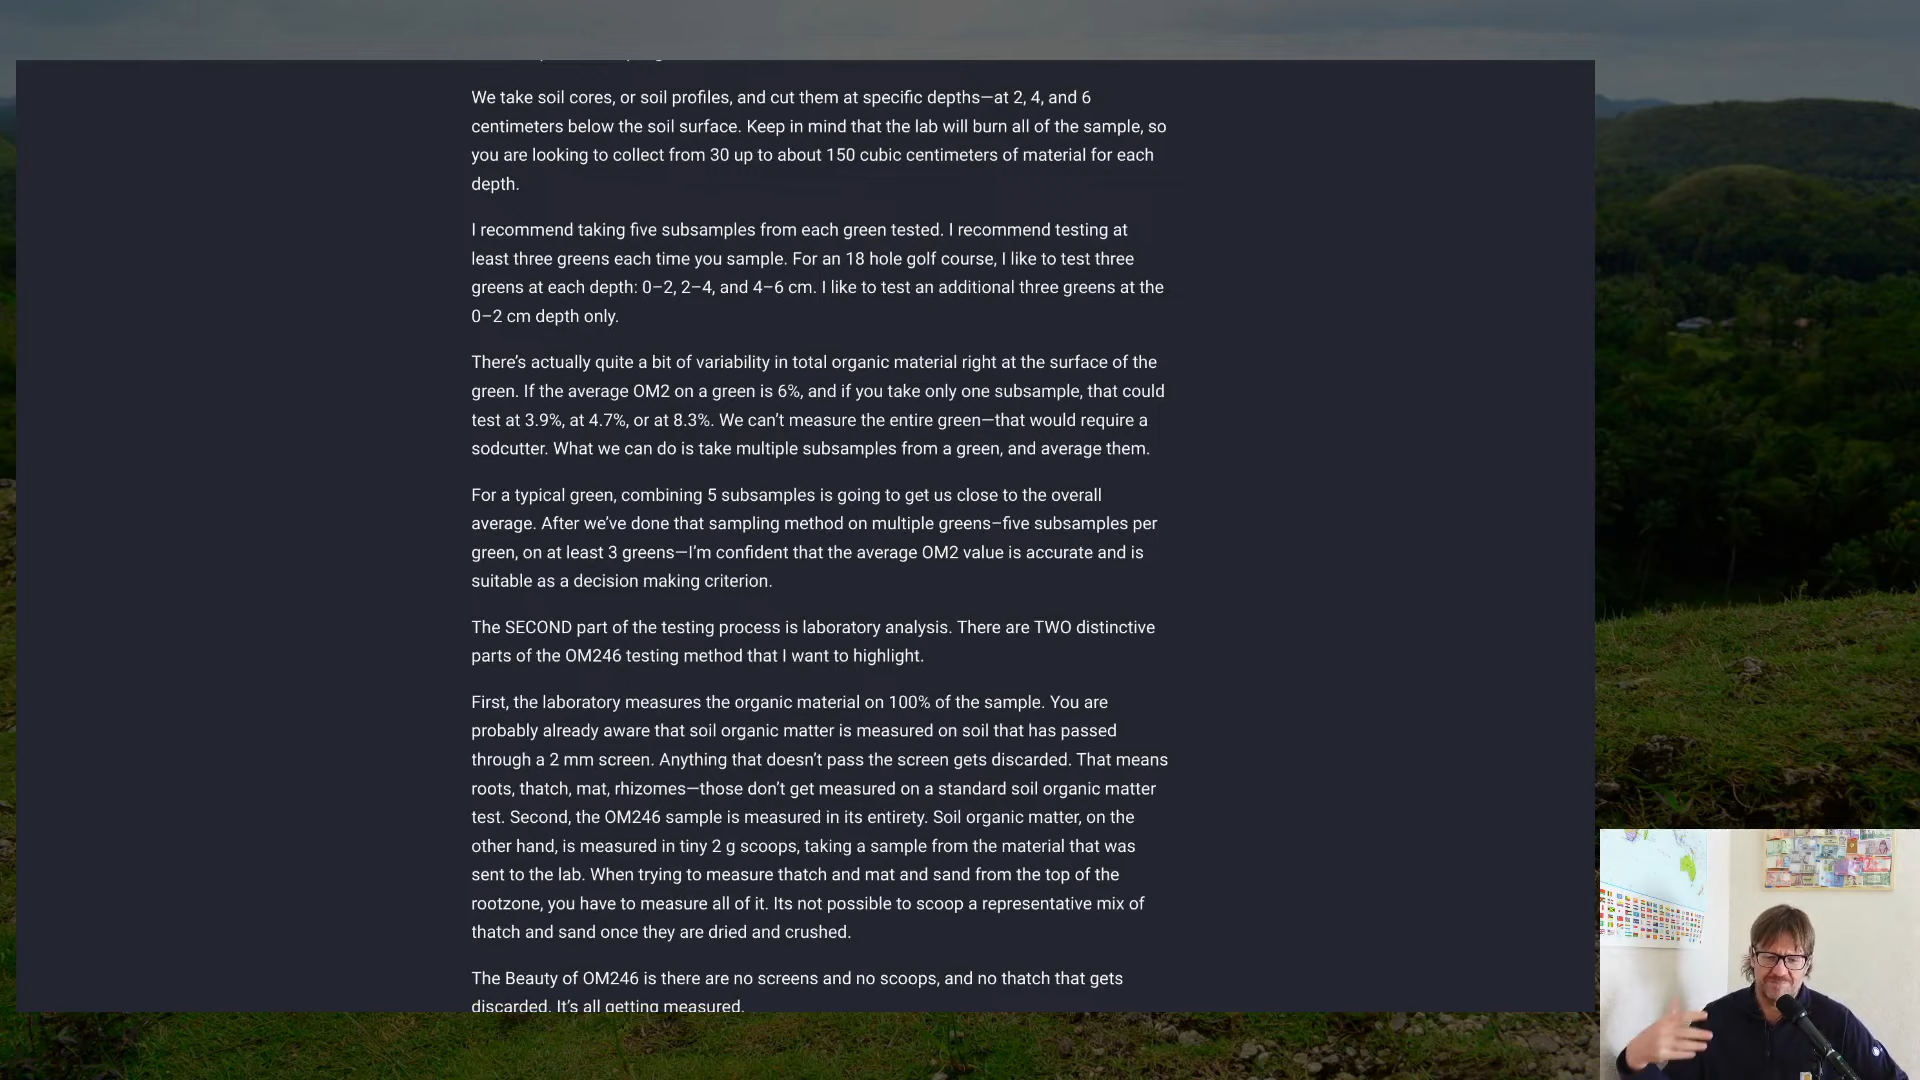 We take soil cores, or soil profiles, and cut them at specific depths—at 2, 4, and 6
centimeters below the soil surface. Keep in mind that the lab will burn all of the sample, so
you are looking to collect from 30 up to about 150 cubic centimeters of material for each
depth.
I recommend taking five subsamples from each green tested. I recommend testing at
least three greens each time you sample. For an 18 hole golf course, I like to test three
greens at each depth: 0–2, 2–4, and 4–6 cm. I like to test an additional three greens at the
0–2 cm depth only.
There’s actually quite a bit of variability in total organic material right at the surface of the
green. If the average OM2 on a green is 6%, and if you take only one subsample, that could
test at 3.9%, at 4.7%, or at 8.3%. We can’t measure the entire green—that would require a
sodcutter. What we can do is take multiple subsamples from a green, and average them.
For a typical green, combining 5 subsamples is going to get us close to the overall
average. After we’ve done that sampling method on multiple greens–five subsamples per
green, on at least 3 greens—I’m confident that the average OM2 value is accurate and is
suitable as a decision making criterion.
The SECOND part of the testing process is laboratory analysis. There are TWO distinctive
parts of the OM246 testing method that I want to highlight.
First, the laboratory measures the organic material on 100% of the sample. You are
probably already aware that soil organic matter is measured on soil that has passed
through a 2 mm screen. Anything that doesn’t pass the screen gets discarded. That means
roots, thatch, mat, rhizomes—those don’t get measured on a standard soil organic matter
test. Second, the OM246 sample is measured in its entirety. Soil organic matter, on the
other hand, is measured in tiny 2 g scoops, taking a sample from the material that was
sent to the lab. When trying to measure thatch and mat and sand from the top of the
rootzone, you have to measure all of it. Its not possible to scoop a representative mix of
thatch and sand once they are dried and crushed.
The Beauty of OM246 is there are no screens and no scoops, and no thatch that gets
discarded. It’s all getting measured.